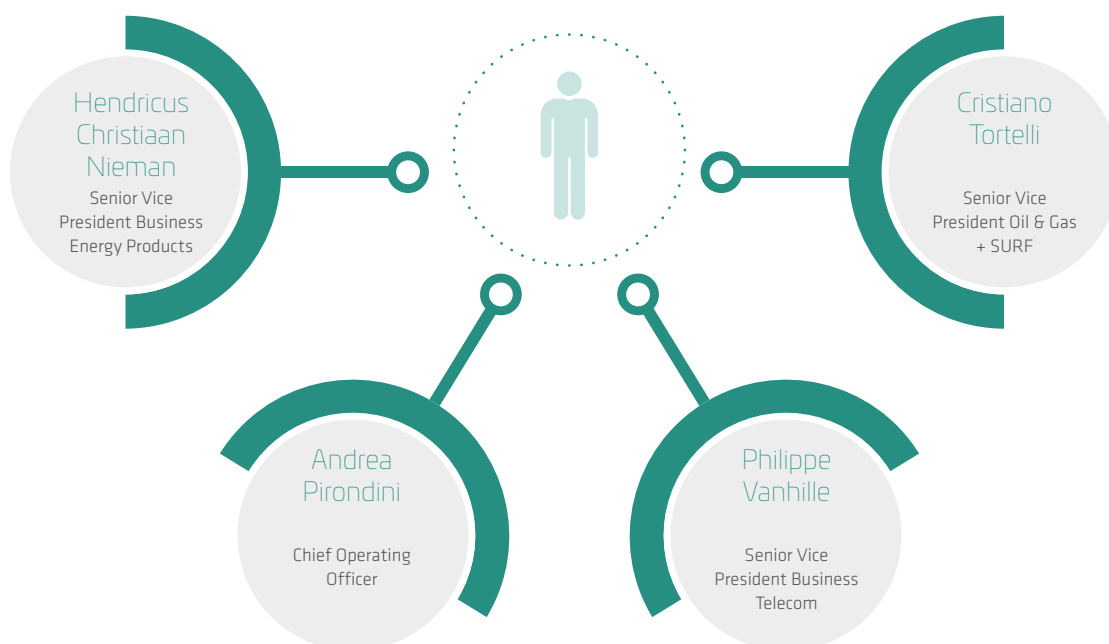 Hendricus
Christiaan
Nieman
Senior Vice
President Business
Energy Products
Cristiano
Tortelli
Senior Vice
President Oil & Gas
+ SURF
Andrea
Pirondini
Chief Operating
Officer
Philippe
Vanhille
Senior Vice
President Business
Telecom